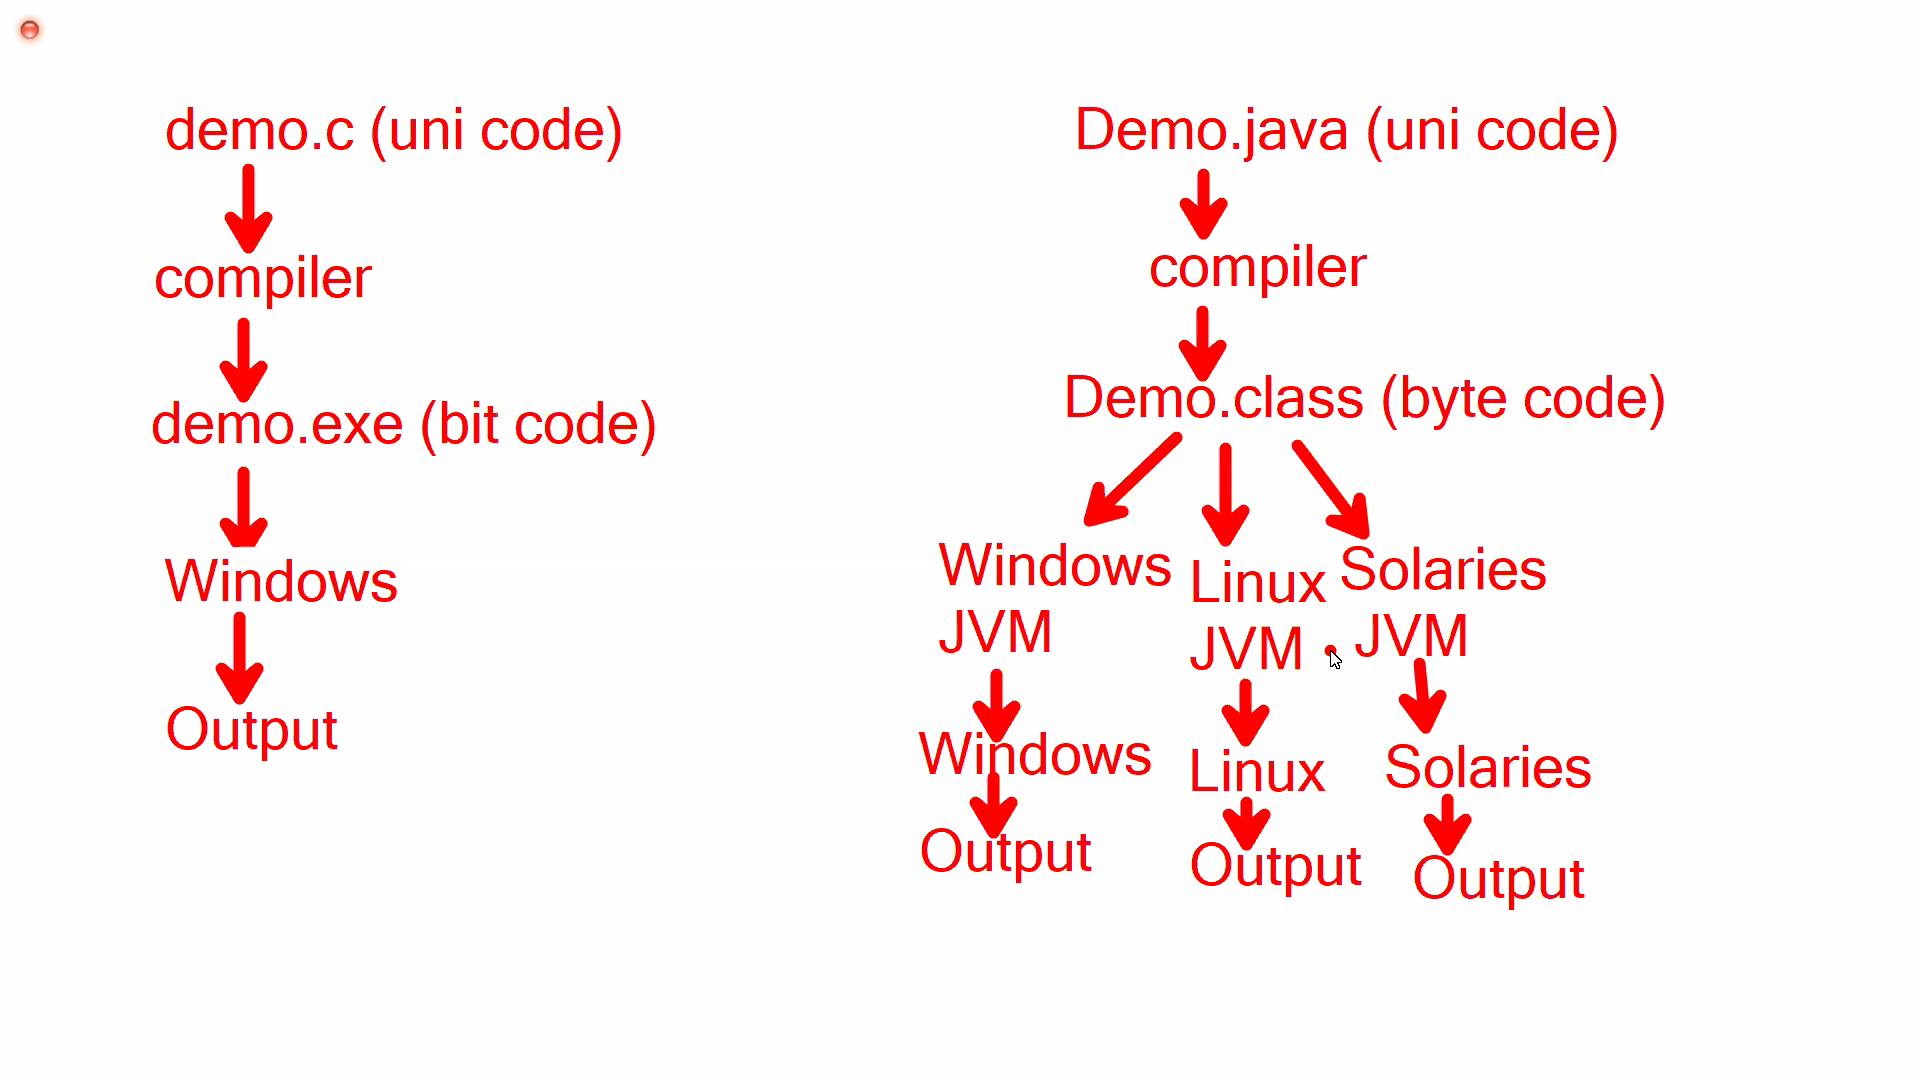 demo.c (uni code)
compiler
demo.exe (bit code)
Windows
Output
Demo.java (uni code)
compiler
Demo.class (byte code)
Windows
JVM
Windows
Output
Linux
JVM
Linux
Output
Solaries
JVM
Solaries
Output